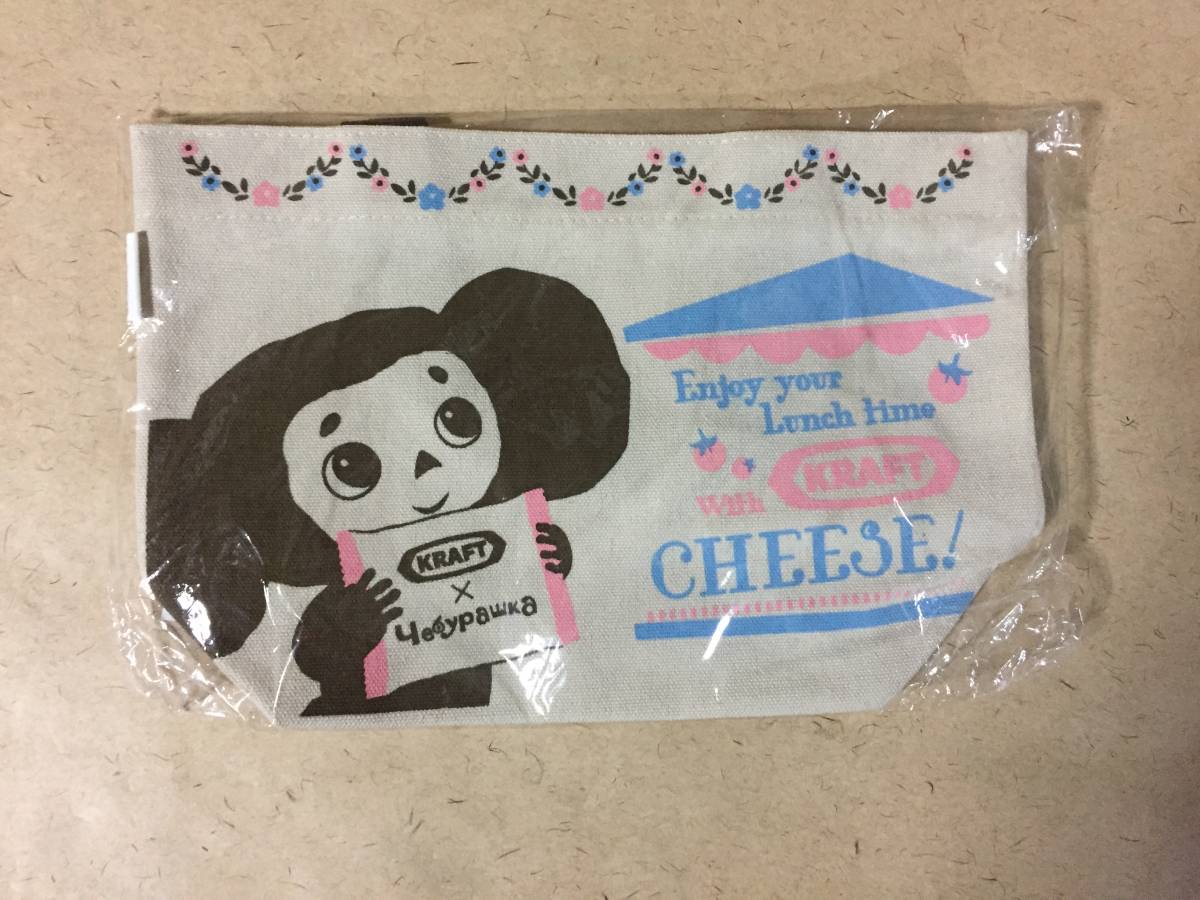 KRAFT
×
Чебурашка
Enjoy your
Lunch time
With KRAFT
CHEESE!